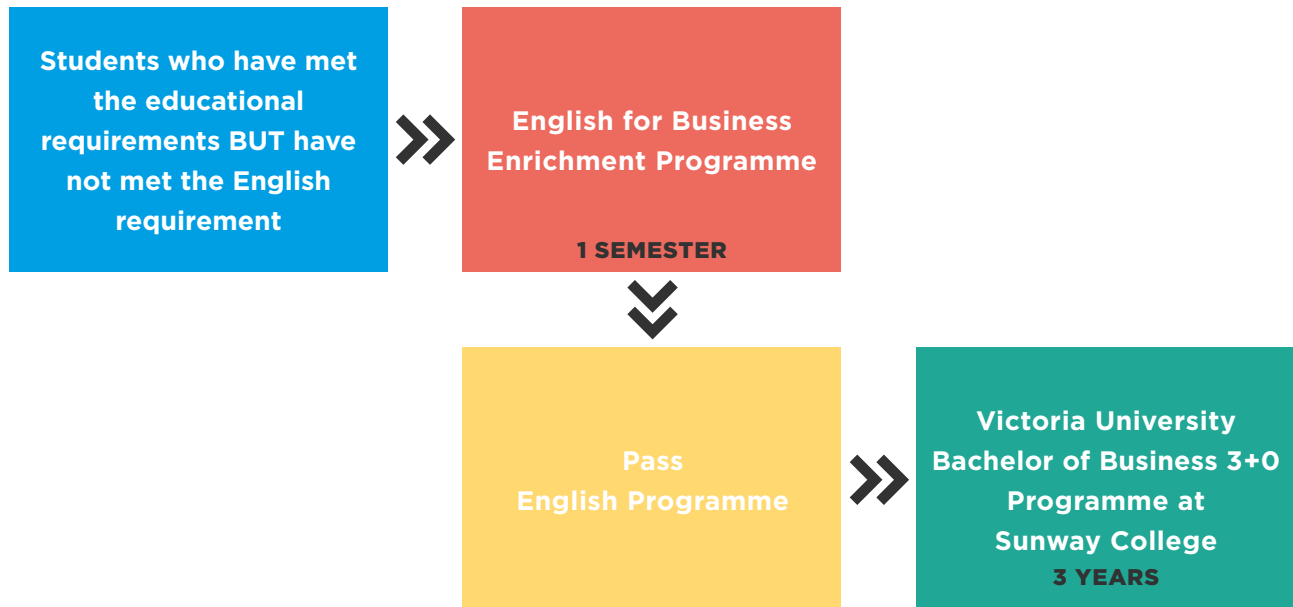 Students who have met
the educational
requirements BUT have
not met the English
requirement
English for Business
Enrichment Programme
1 SEMESTER
Pass
English Programme
Victoria University
Bachelor of Business 3+0
Programme at
Sunway College
3 YEARS